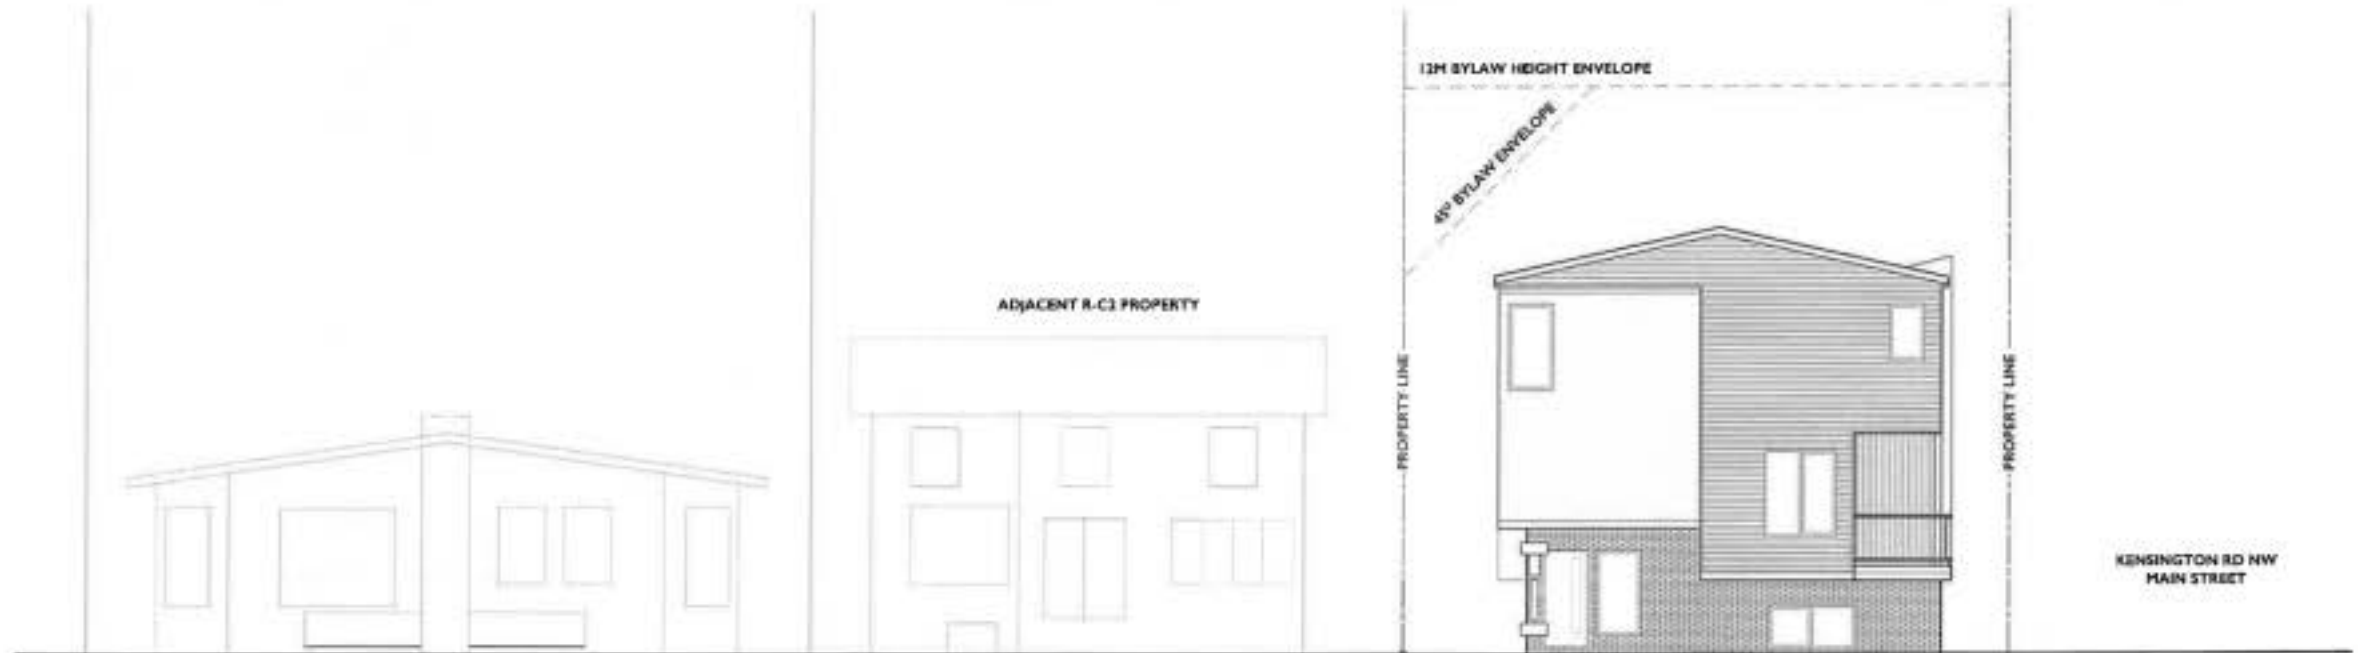 12M BYLAW HEIGHT ENVELOPE
45° BYLAW ENVELOPE
ADJACENT R-C2 PROPERTY
PROPERTY LINE
PROPERTY LINE
KENSINGTON RD NW
MAIN STREET